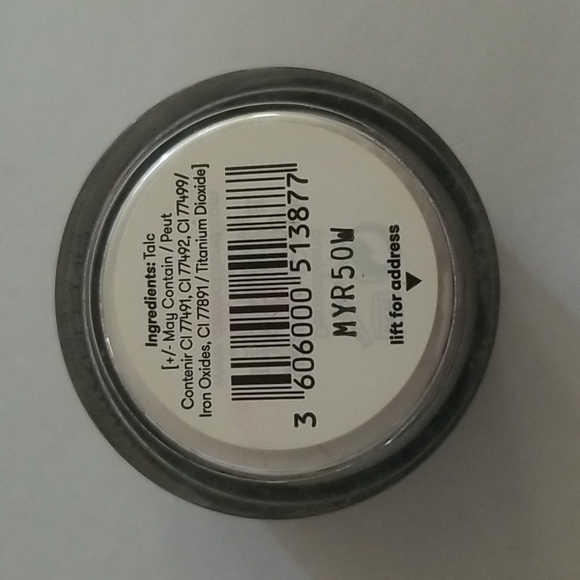 Ingredients: Talc
[+/- May Contain / Peut
Contenir CI 77491, CI 77492, CI 77499/
Iron Oxides, CI 77891 / Titanium Dioxide]
3 606000 513877
MYR50W
lift for address